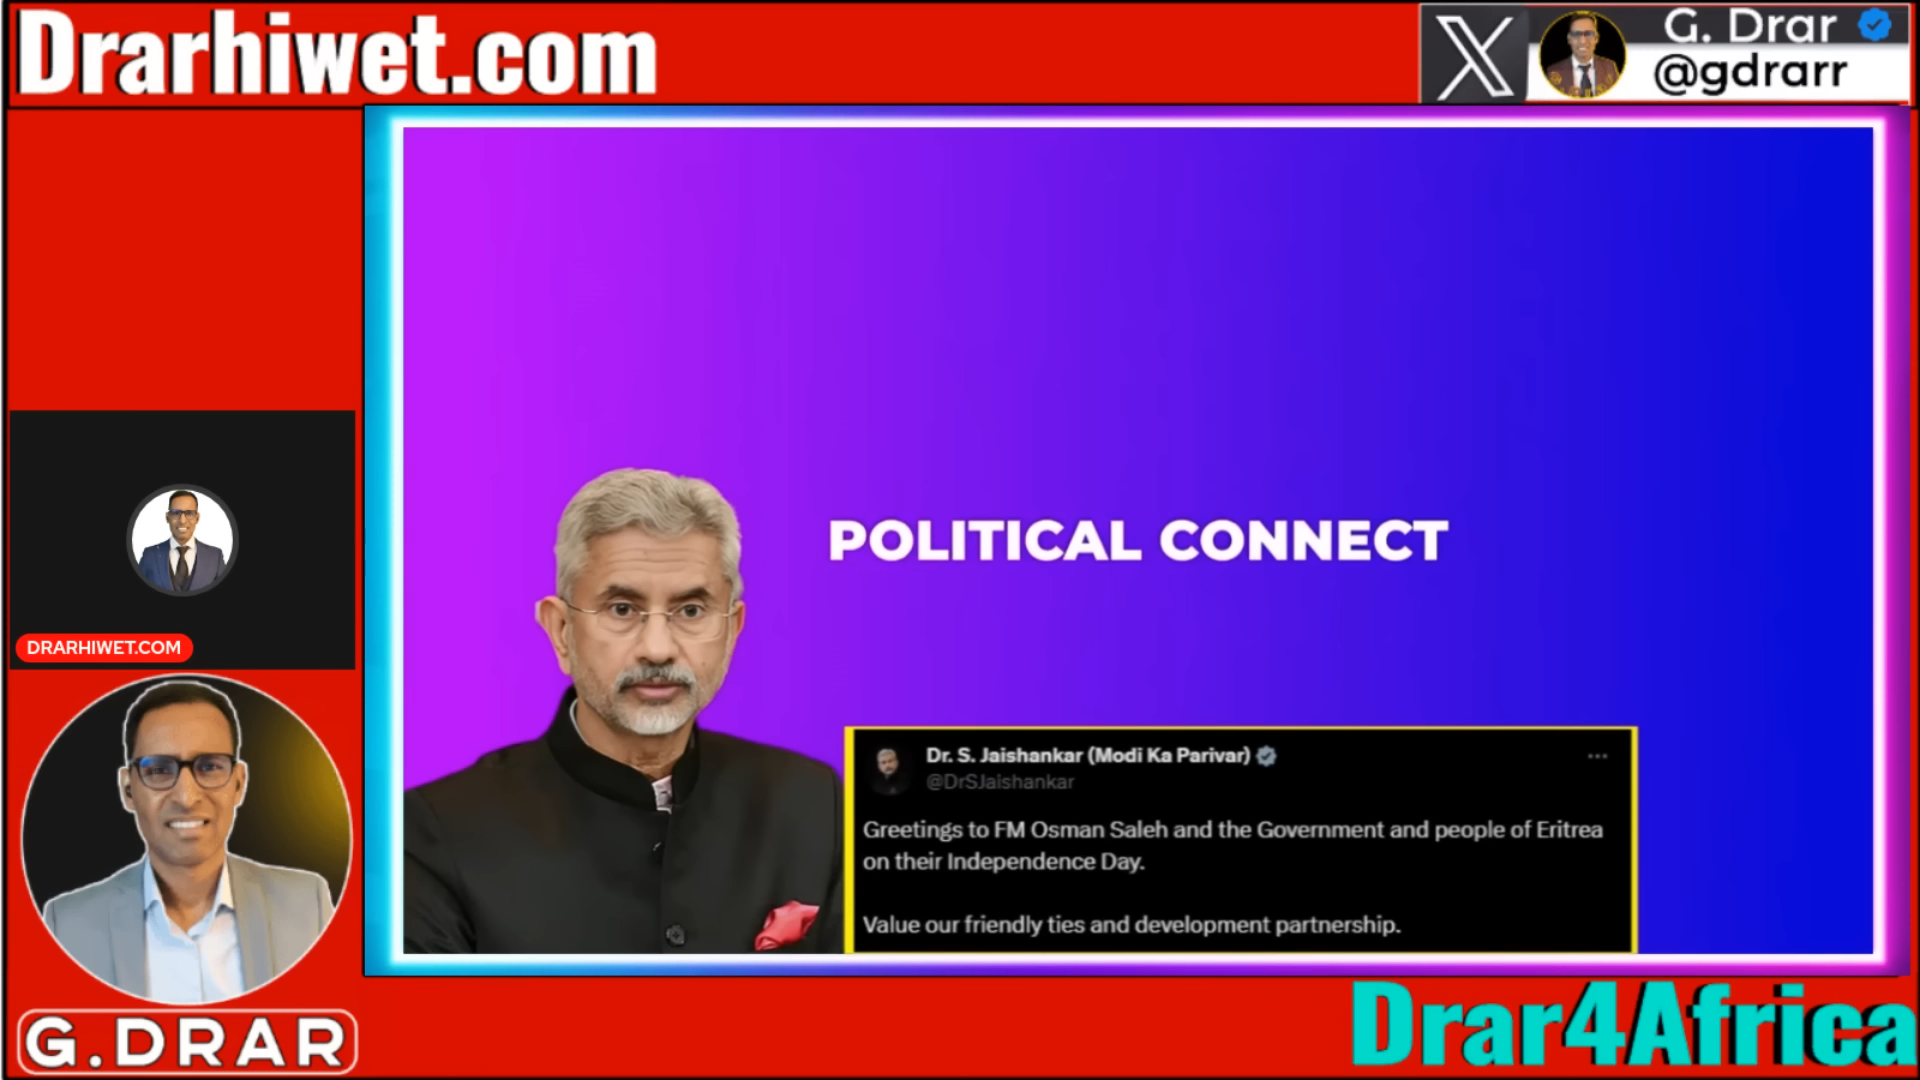 Drarhiwet.com
G. Drar
@gdrarr
POLITICAL CONNECT
Dr. S. Jaishankar (Modi Ka Parivar)
@DrSJaishankar
Greetings to FM Osman Saleh and the Government and people of Eritrea
on their Independence Day.
Value our friendly ties and development partnership.
DRARHIWET.COM
G.DRAR
Drar4Africa